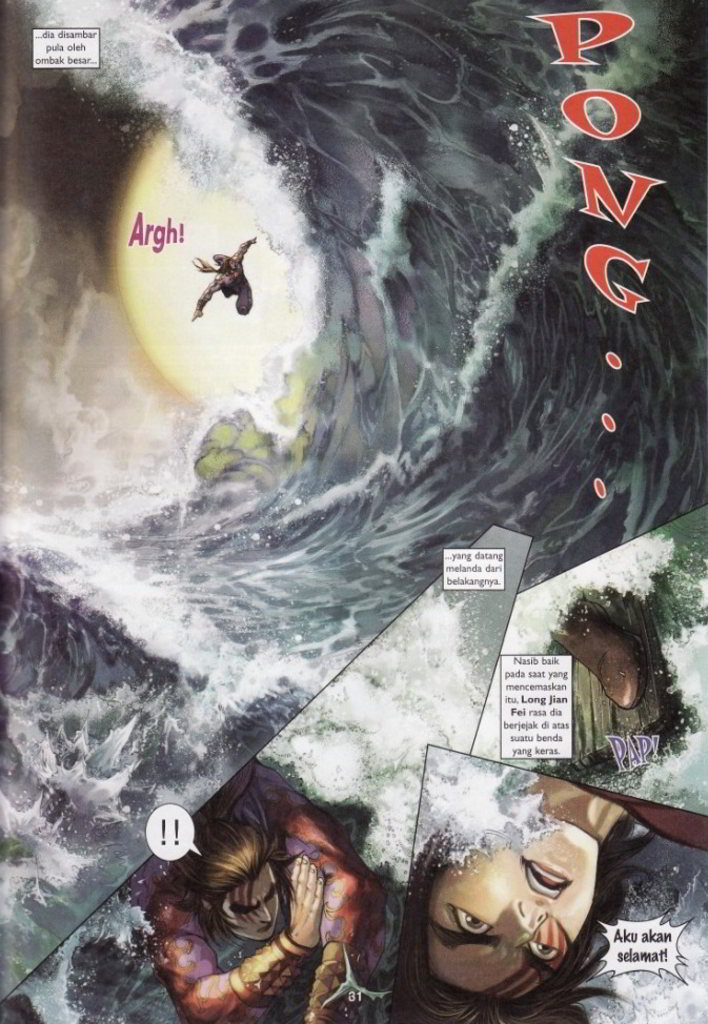 ...dia disambar
pula oleh
ombak besar...
PONG...
Argh!
...yang datang
melanda dari
belakangnya.
Nasib baik
pada saat yang
mencemaskan
itu, Long Jian
Fei rasa dia
berjejak di atas
suatu benda
yang keras.
PAP!
!!
Aku akan
selamat!
81